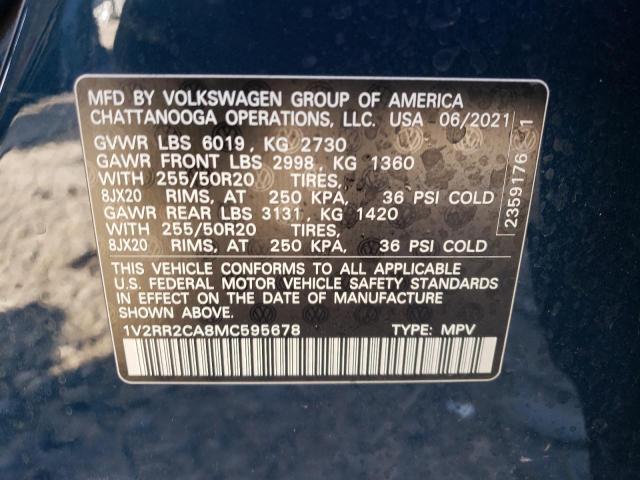 MFD BY VOLKSWAGEN GROUP OF AMERICA
CHATTANOOGA OPERATIONS, LLC. USA 06/2021
GVWR LBS 6019, KG 2730
GAWR FRONT LBS 2998, KG 1360
WITH 255/50R20 TIRES,
8JX20 RIMS, AT 250 KPA, 36 PSI COLD
GAWR REAR LBS 3131, KG 1420
WITH 255/50R20 TIRES,
8JX20 RIMS, AT 250 KPA, 36 PSI COLD
THIS VEHICLE CONFORMS TO ALL APPLICABLE
U.S. FEDERAL MOTOR VEHICLE SAFETY STANDARDS
IN EFFECT ON THE DATE OF MANUFACTURE
SHOWN ABOVE.
1V2RR2CA8MC595678 TYPE: MPV
23591761